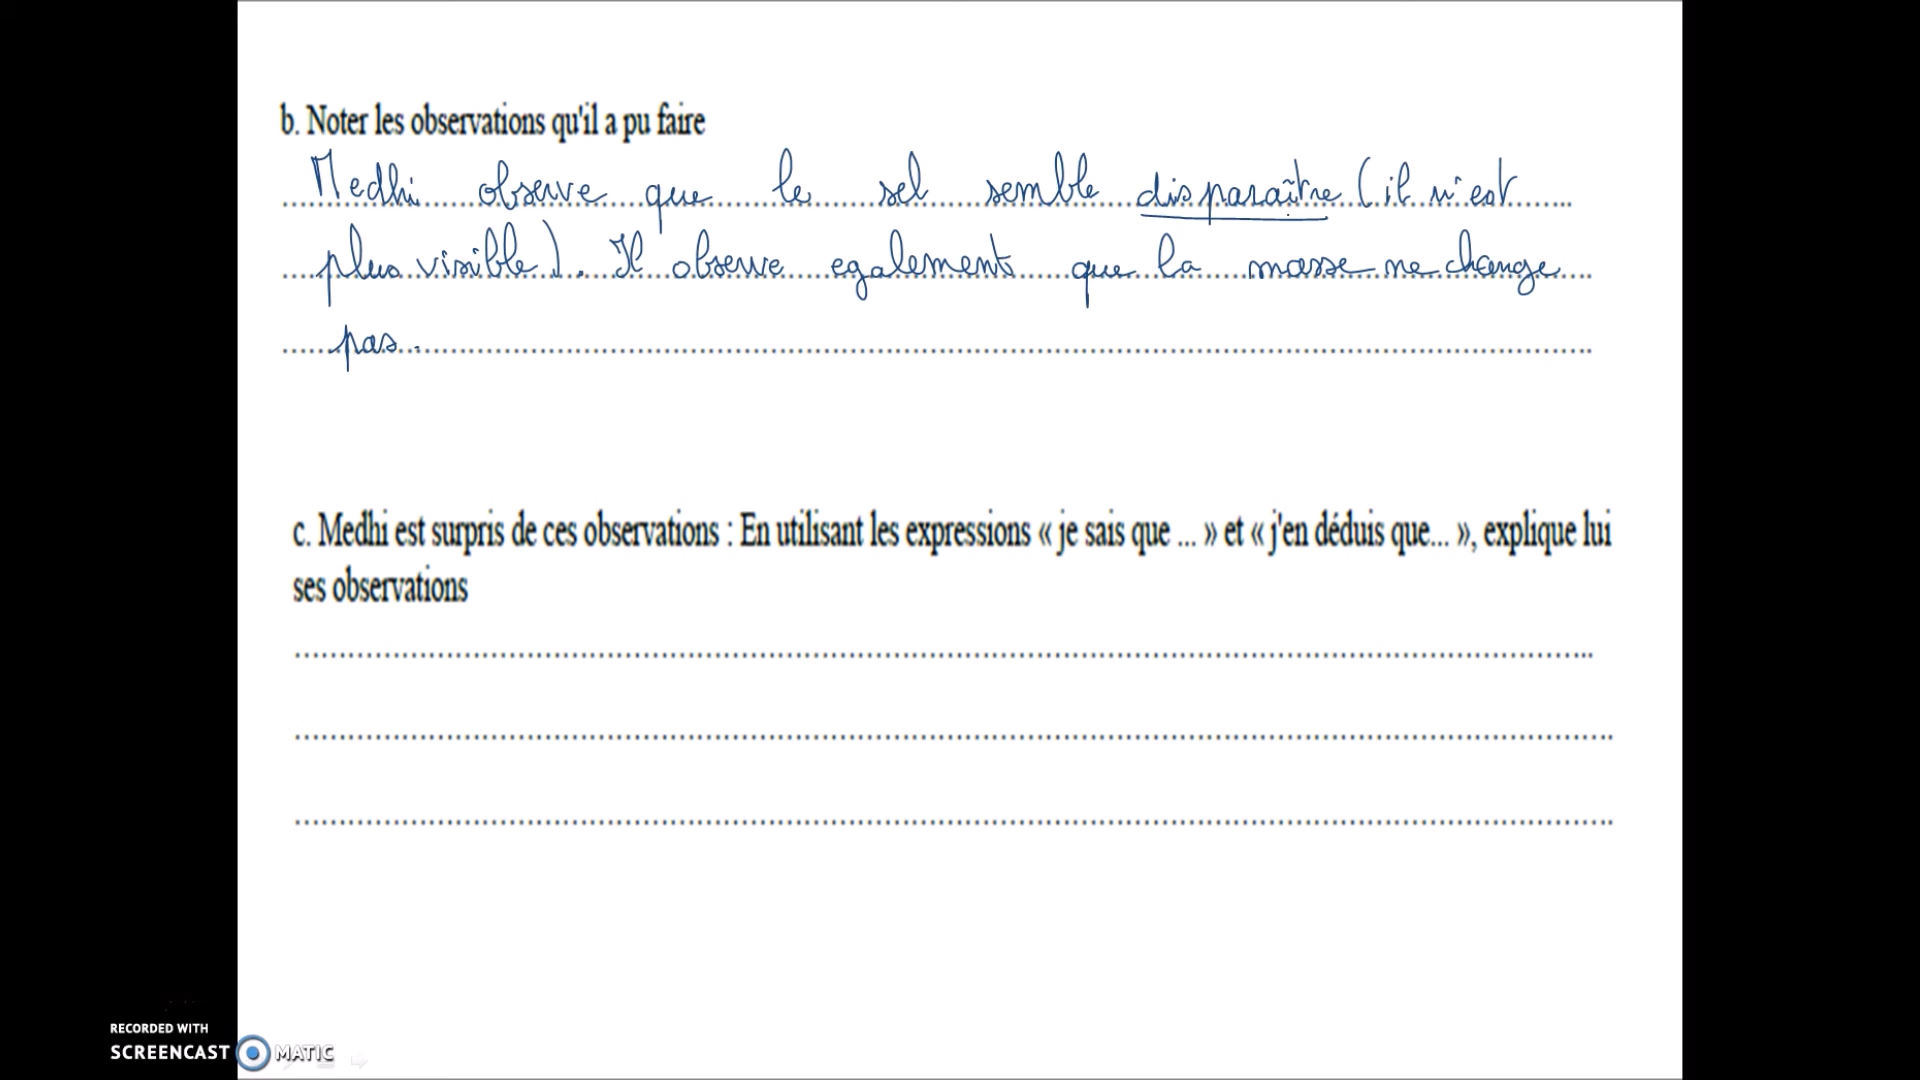 b. Noter les observations qu'il a pu faire
Medhi observe que le sel semble disparaître (il n'est
plus visible). Il observe egalement que la masse ne change
pas.
c. Medhi est surpris de ces observations : En utilisant les expressions « je sais que ... » et « j'en déduis que... », explique lui
ses observations
RECORDED WITH
SCREENCAST MATIC